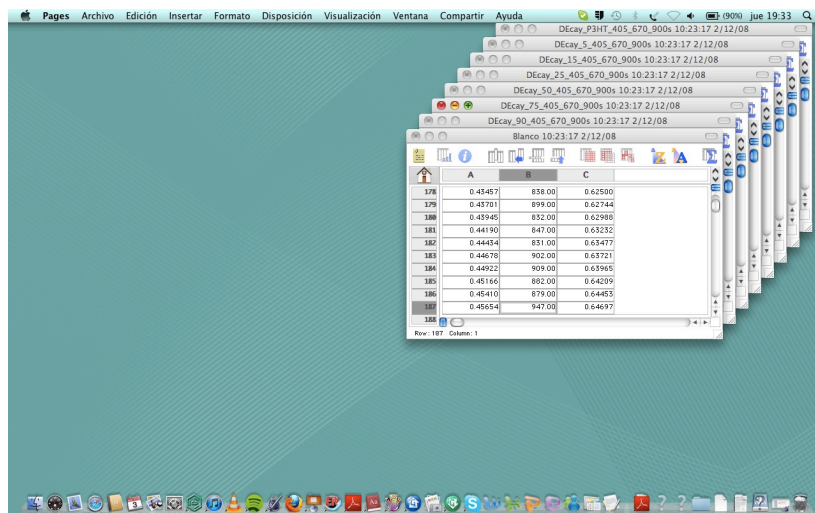 Pages Archivo Edición Insertar Formato Disposición Visualización Ventana Compartir Ayuda (90%) jue 19:33
DEcay_P3HT_405_670_900s 10:23:17 2/12/08
DEcay_5_405_670_900s 10:23:17 2/12/08
DEcay_15_405_670_900s 10:23:17 2/12/08
DEcay_25_405_670_900s 10:23:17 2/12/08
DEcay_50_405_670_900s 10:23:17 2/12/08
DEcay_75_405_670_900s 10:23:17 2/12/08
DEcay_90_405_670_900s 10:23:17 2/12/08
Blanco 10:23:17 2/12/08
A B C
178 0.43457 838.00 0.62500
179 0.43701 899.00 0.62744
180 0.43945 832.00 0.62988
181 0.44190 847.00 0.63232
182 0.44434 831.00 0.63477
183 0.44678 902.00 0.63721
184 0.44922 909.00 0.63965
185 0.45166 882.00 0.64209
186 0.45410 879.00 0.64453
187 0.45654 947.00 0.64697
188
Row: 187 Column: 1